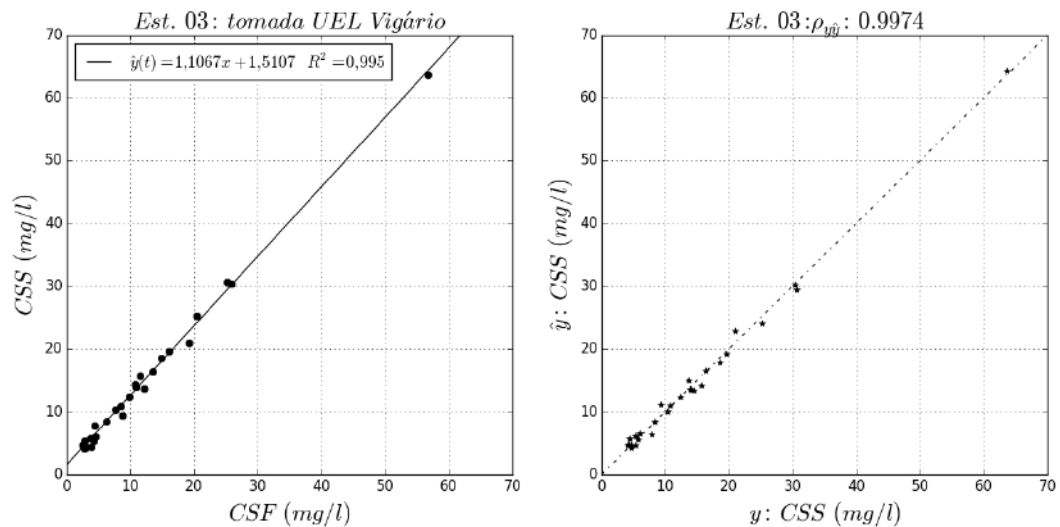 Est. 03: tomada UEL Vigário
ŷ(t) =1,1067x+1,5107 R² =0,995
70
60
50
40
30
20
10
0
0 10 20 30 40 50 60 70
CSS (mg/l)
CSF (mg/l)
Est. 03:ρyŷ: 0.9974
70
60
50
40
30
20
10
0
0 10 20 30 40 50 60 70
ŷ: CSS (mg/l)
y: CSS (mg/l)